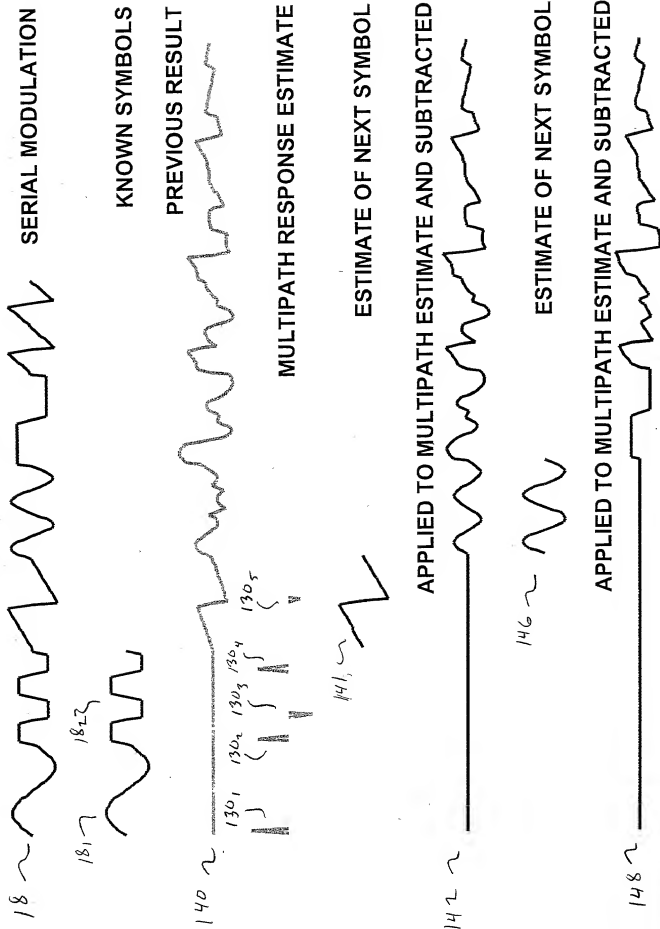 18 ~ SERIAL MODULATION
18₁ 18₂ KNOWN SYMBOLS
140 ~ PREVIOUS RESULT
130₁ 130₂ 130₃ 130₄ 130₅ MULTIPATH RESPONSE ESTIMATE
141, ~ ESTIMATE OF NEXT SYMBOL
142 ~ APPLIED TO MULTIPATH ESTIMATE AND SUBTRACTED
146 ~ ESTIMATE OF NEXT SYMBOL
148 ~ APPLIED TO MULTIPATH ESTIMATE AND SUBTRACTED